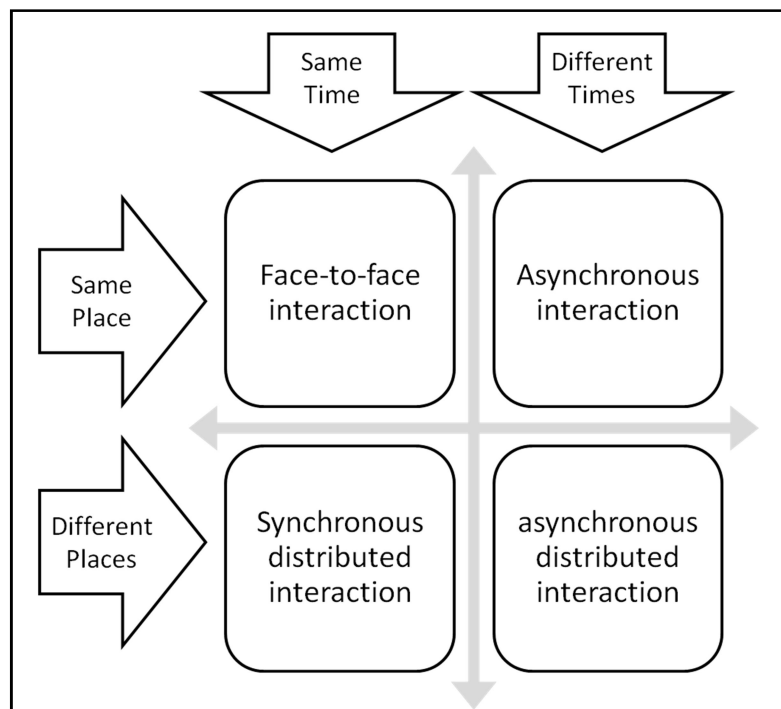 Same
Time
Different
Times
Same
Place
Face-to-face
interaction
Asynchronous
interaction
Different
Places
Synchronous
distributed
interaction
asynchronous
distributed
interaction